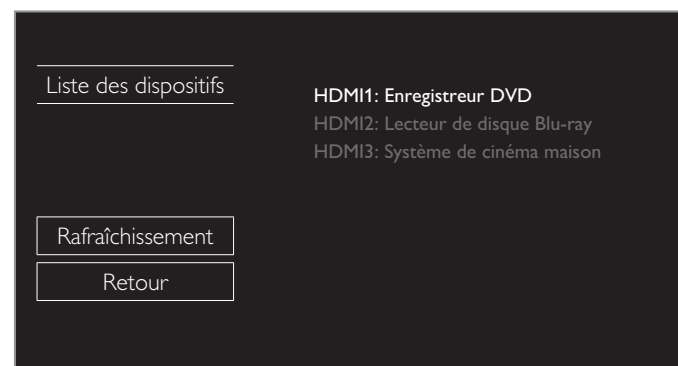 Liste des dispositifs
HDMI1: Enregistreur DVD
HDMI2: Lecteur de disque Blu-ray
HDMI3: Système de cinéma maison
Rafraîchissement
Retour